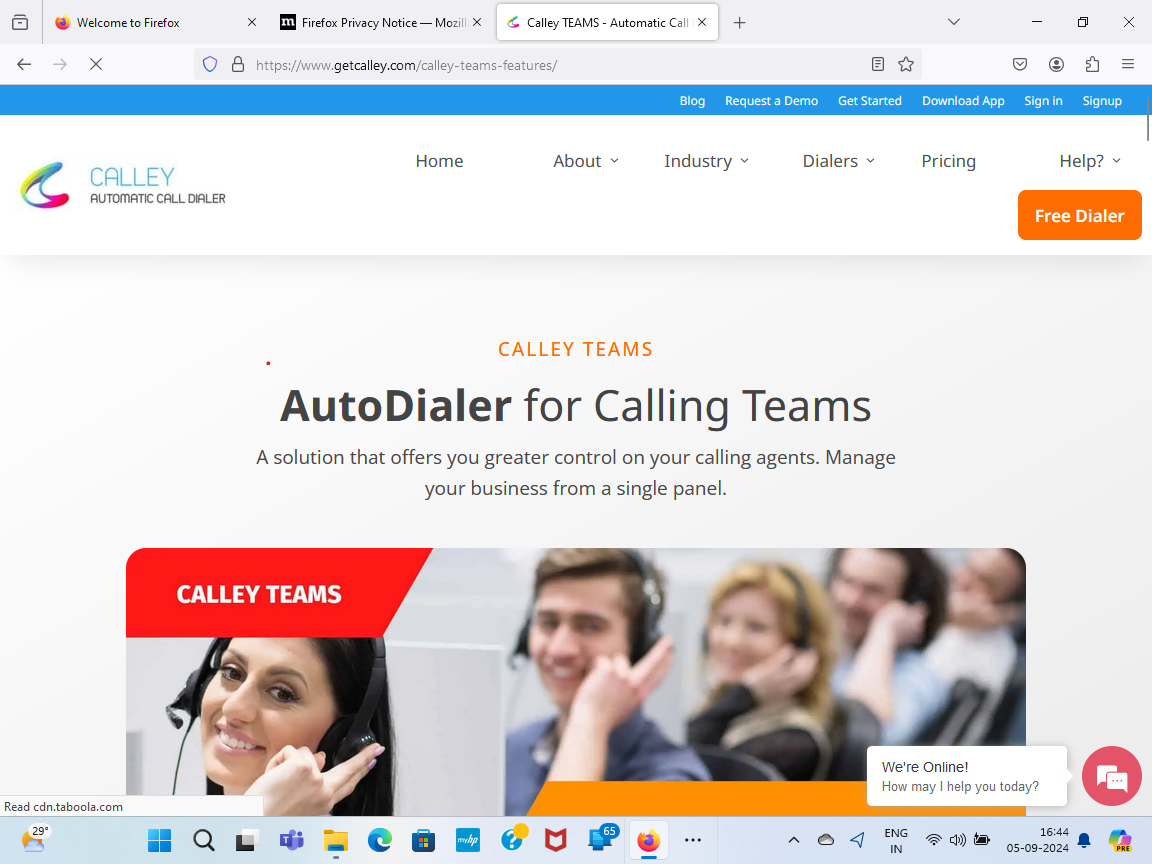 Welcome to Firefox
Firefox Privacy Notice — Mozill
Calley TEAMS - Automatic Call
https://www.getcalley.com/calley-teams-features/
Blog
Request a Demo
Get Started
Download App
Sign in
Signup
CALLEY
AUTOMATIC CALL DIALER
Home
About
Industry
Dialers
Pricing
Help?
Free Dialer
CALLEY TEAMS
AutoDialer for Calling Teams
A solution that offers you greater control on your calling agents. Manage
your business from a single panel.
CALLEY TEAMS
We're Online!
How may I help you today?
Read cdn.taboola.com
29°
myhp
65
ENG
IN
16:44
05-09-2024
PRE